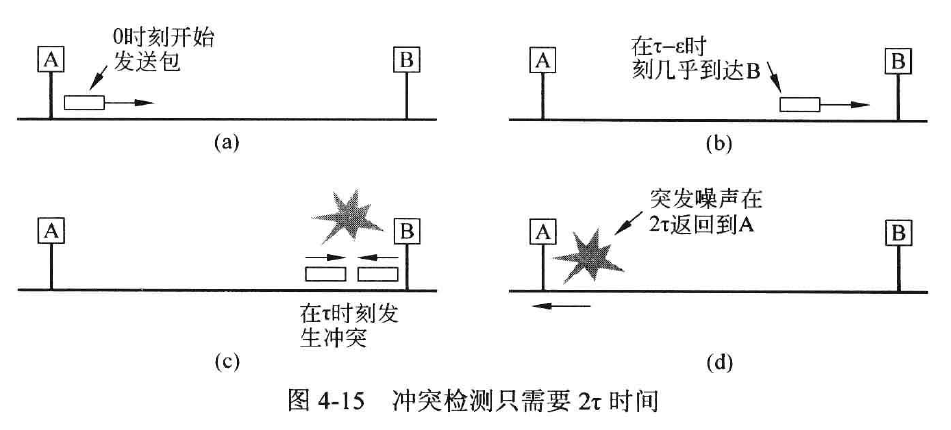 0时刻开始
发送包
A
B
(a)
在τ−ε时
刻几乎到达B
A
B
(b)
A
B
在τ时刻发
生冲突
(c)
突发噪声在
2τ返回到A
A
B
(d)
图 4-15 冲突检测只需要 2τ 时间